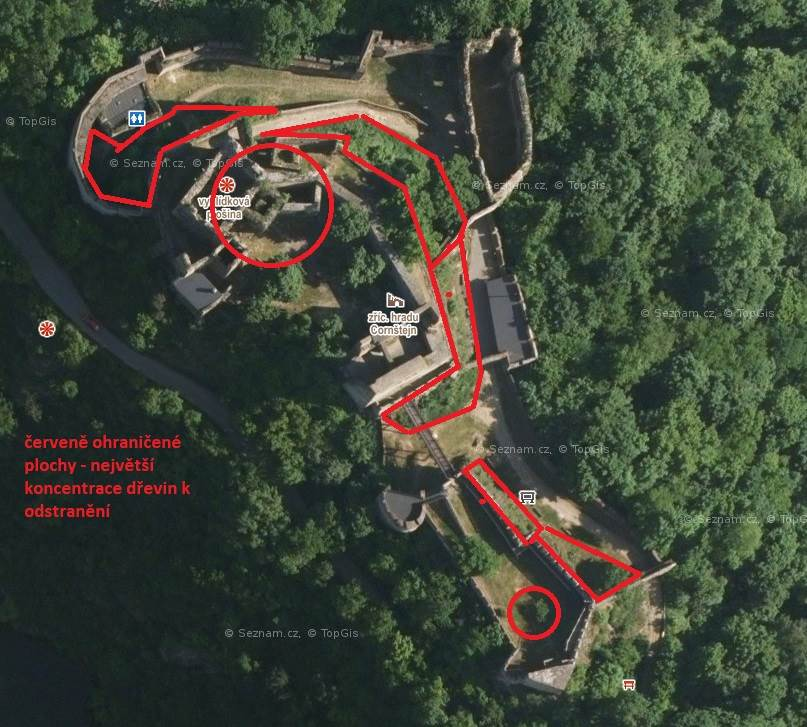 © TopGis
© Seznam.cz, © TopGis
© Seznam.cz, © TopGis
vyhlídková
plošina
zříc. hradu
Cornštejn
© Seznam.cz, © TopGis
červeně ohraničené
plochy - největší
koncentrace dřevin k
odstranění
© Seznam.cz, © TopGis
© Seznam.cz, © To
© Seznam.cz, © TopGis